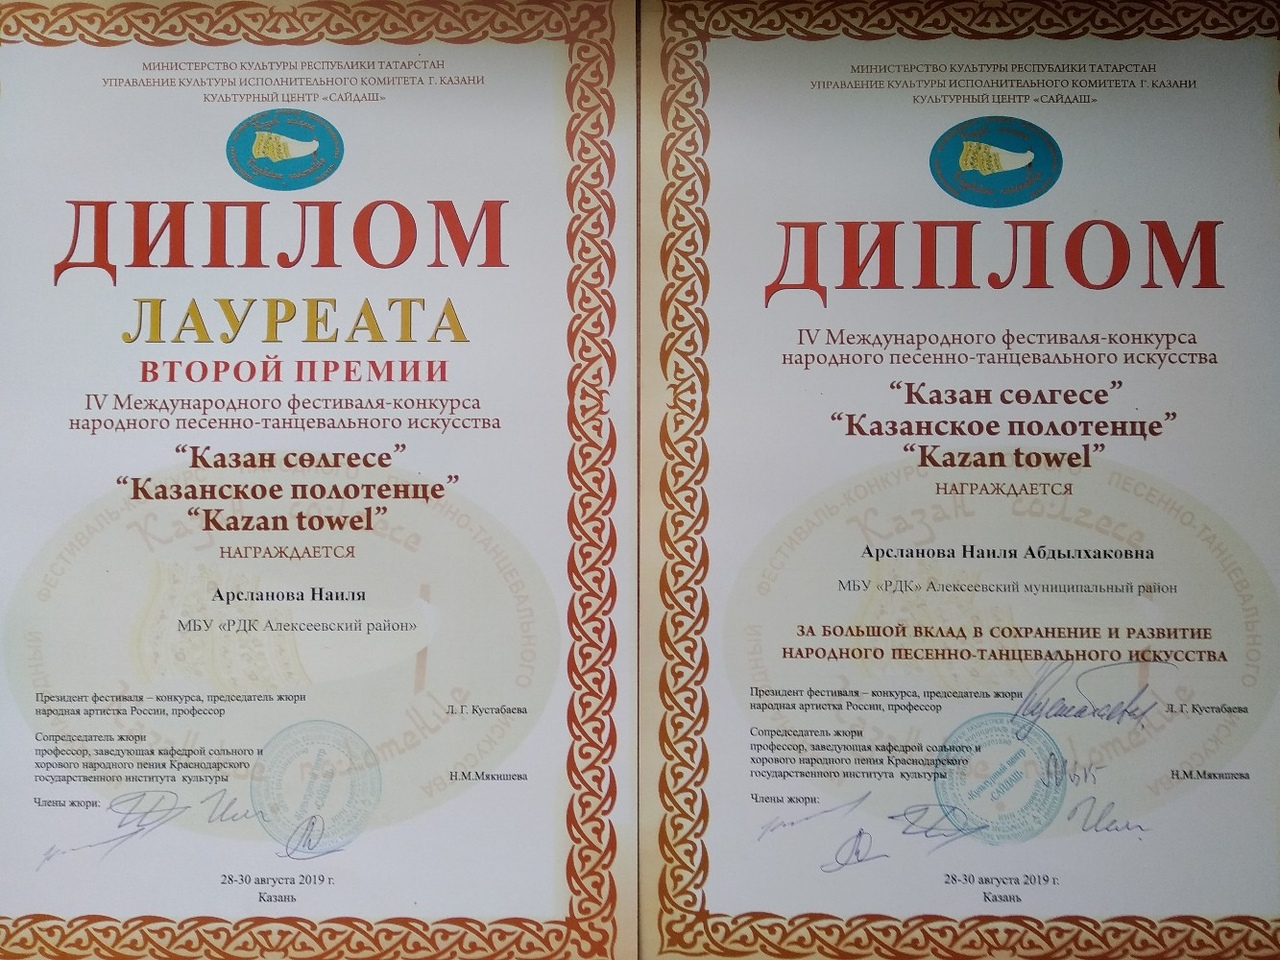 МИНИСТЕРСТВО КУЛЬТУРЫ РЕСПУБЛИКИ ТАТАРСТАН
УПРАВЛЕНИЕ КУЛЬТУРЫ ИСПОЛНИТЕЛЬНОГО КОМИТЕТА Г. КАЗАНИ
КУЛЬТУРНЫЙ ЦЕНТР «САЙДАШ»
ДИПЛОМ
ЛАУРЕАТА
ВТОРОЙ ПРЕМИИ
IV Международного фестиваля-конкурса
народного песенно-танцевального искусства
“Казан сөлгесе”
“Казанское полотенце”
“Kazan towel”
НАГРАЖДАЕТСЯ
Арсланова Наиля
МБУ «РДК Алексеевский район»
Президент фестиваля – конкурса, председатель жюри
народная артистка России, профессор
Л. Г. Кустабаева
Сопредседатель жюри
профессор, заведующая кафедрой сольного и
хорового народного пения Краснодарского
государственного института культуры
Н.М.Мякишева
Члены жюри:
28-30 августа 2019 г.
Казань
МИНИСТЕРСТВО КУЛЬТУРЫ РЕСПУБЛИКИ ТАТАРСТАН
УПРАВЛЕНИЕ КУЛЬТУРЫ ИСПОЛНИТЕЛЬНОГО КОМИТЕТА Г. КАЗАНИ
КУЛЬТУРНЫЙ ЦЕНТР «САЙДАШ»
ДИПЛОМ
IV Международного фестиваля-конкурса
народного песенно-танцевального искусства
“Казан сөлгесе”
“Казанское полотенце”
“Kazan towel”
НАГРАЖДАЕТСЯ
Арсланова Наиля Абдылхаковна
МБУ «РДК» Алексеевский муниципальный район
ЗА БОЛЬШОЙ ВКЛАД В СОХРАНЕНИЕ И РАЗВИТИЕ
НАРОДНОГО ПЕСЕННО-ТАНЦЕВАЛЬНОГО ИСКУССТВА
Президент фестиваля – конкурса, председатель жюри
народная артистка России, профессор
Л. Г. Кустабаева
Сопредседатель жюри
профессор, заведующая кафедрой сольного и
хорового народного пения Краснодарского
государственного института культуры
Н.М.Мякишева
«Культурный центр
«САЙДАШ»
Члены жюри:
28-30 августа 2019 г.
Казань